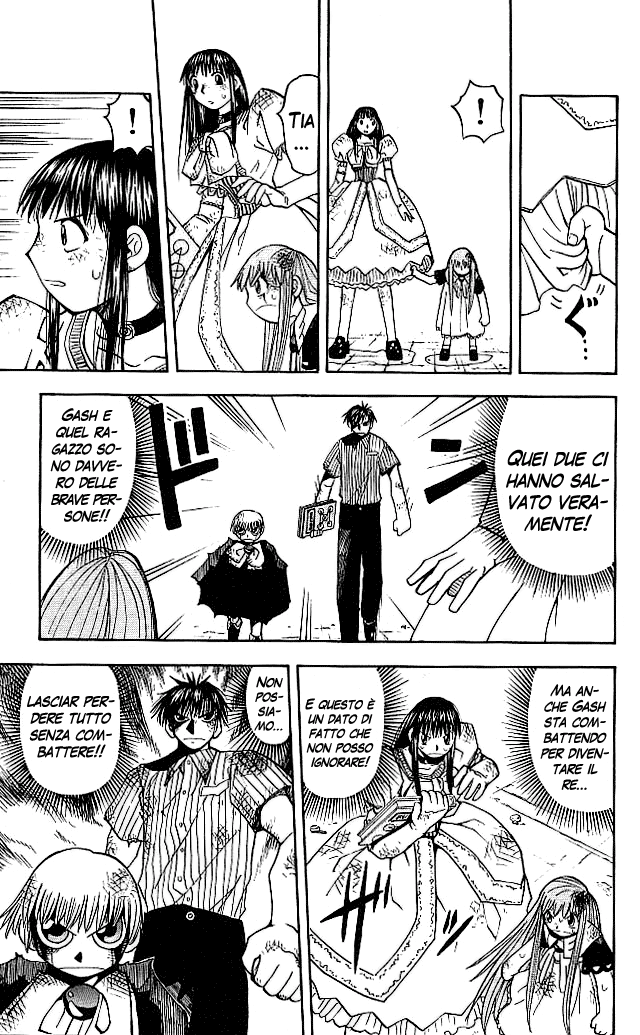 ぐ…
!
TIA
...
!
QUEI DUE CI
HANNO SAL-
VATO VERA-
MENTE!
ド
GASH E
QUEL RA-
GAZZO SO-
NO DAVVE-
RO DELLE
BRAVE PER-
SONE!!
MA AN-
CHE GASH
STA COM-
BATTENDO
PER DIVEN-
TARE IL
RE...
E QUESTO È
UN DATO DI
FATTO CHE
NON POSSO
IGNORARE!
NON
POS-
SIA-
MO...
LASCIAR PER-
DERE TUTTO
SENZA COM-
BATTERE!!